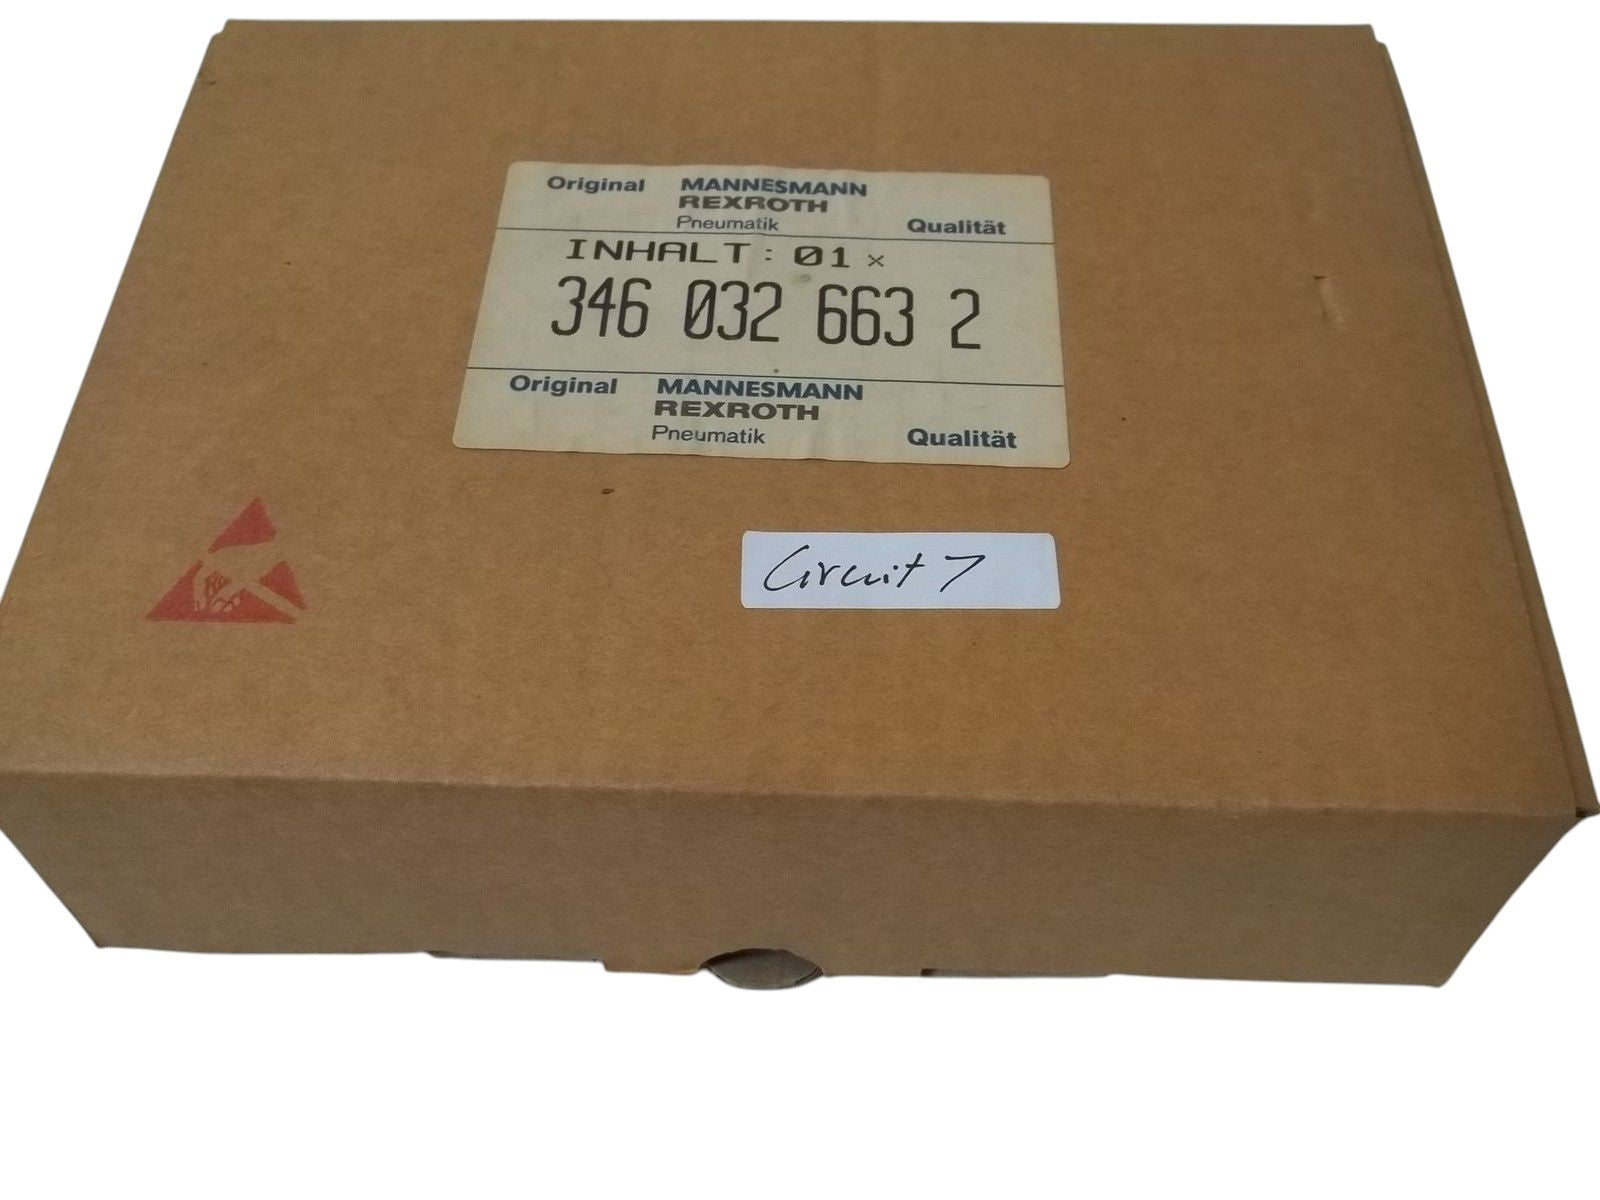 Original MANNESMANN
REXROTH
Pneumatik Qualität
INHALT: 01 x
346 032 663 2
Original MANNESMANN
REXROTH
Pneumatik Qualität
Circuit 7